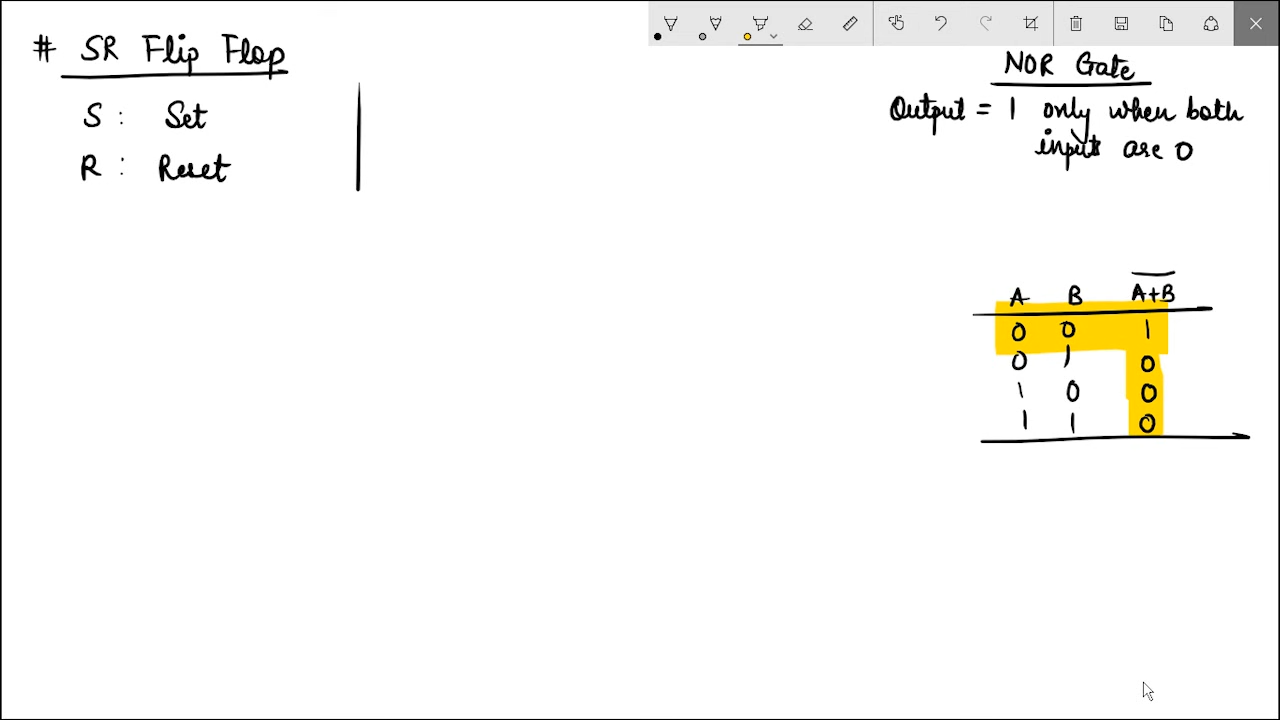 # SR Flip Flop
S : Set
R : Reset
NOR Gate
Output = 1 only when both
inputs are 0
A B A+B
0 0 1
0 1 0
1 0 0
1 1 0